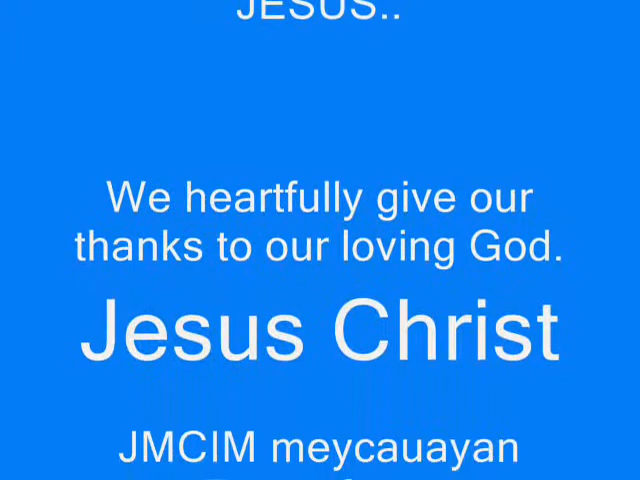 JESUS..
We heartfully give our
thanks to our loving God.
Jesus Christ
JMCIM meycauayan